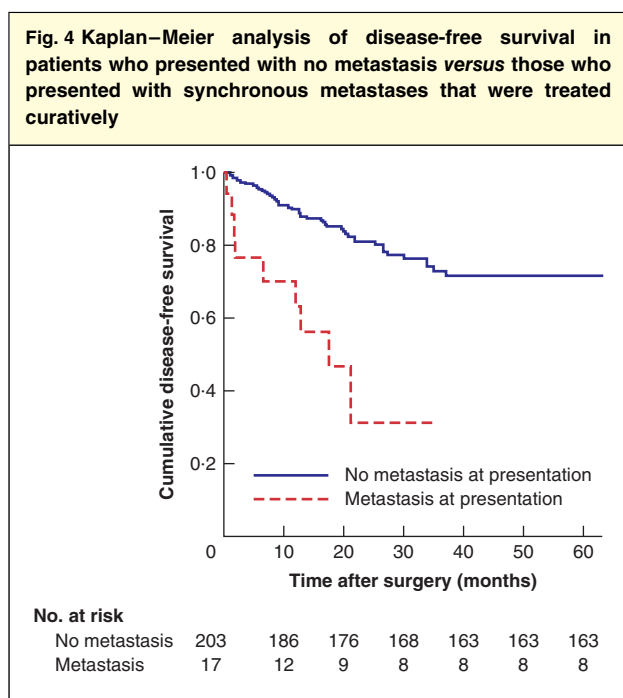 Fig. 4 Kaplan–Meier analysis of disease-free survival in
patients who presented with no metastasis versus those who
presented with synchronous metastases that were treated
curatively
Cumulative disease-free survival
1·0
0·8
0·6
0·4
0·2
No metastasis at presentation
Metastasis at presentation
0 10 20 30 40 50 60
Time after surgery (months)
No. at risk
No metastasis 203 186 176 168 163 163 163
Metastasis 17 12 9 8 8 8 8